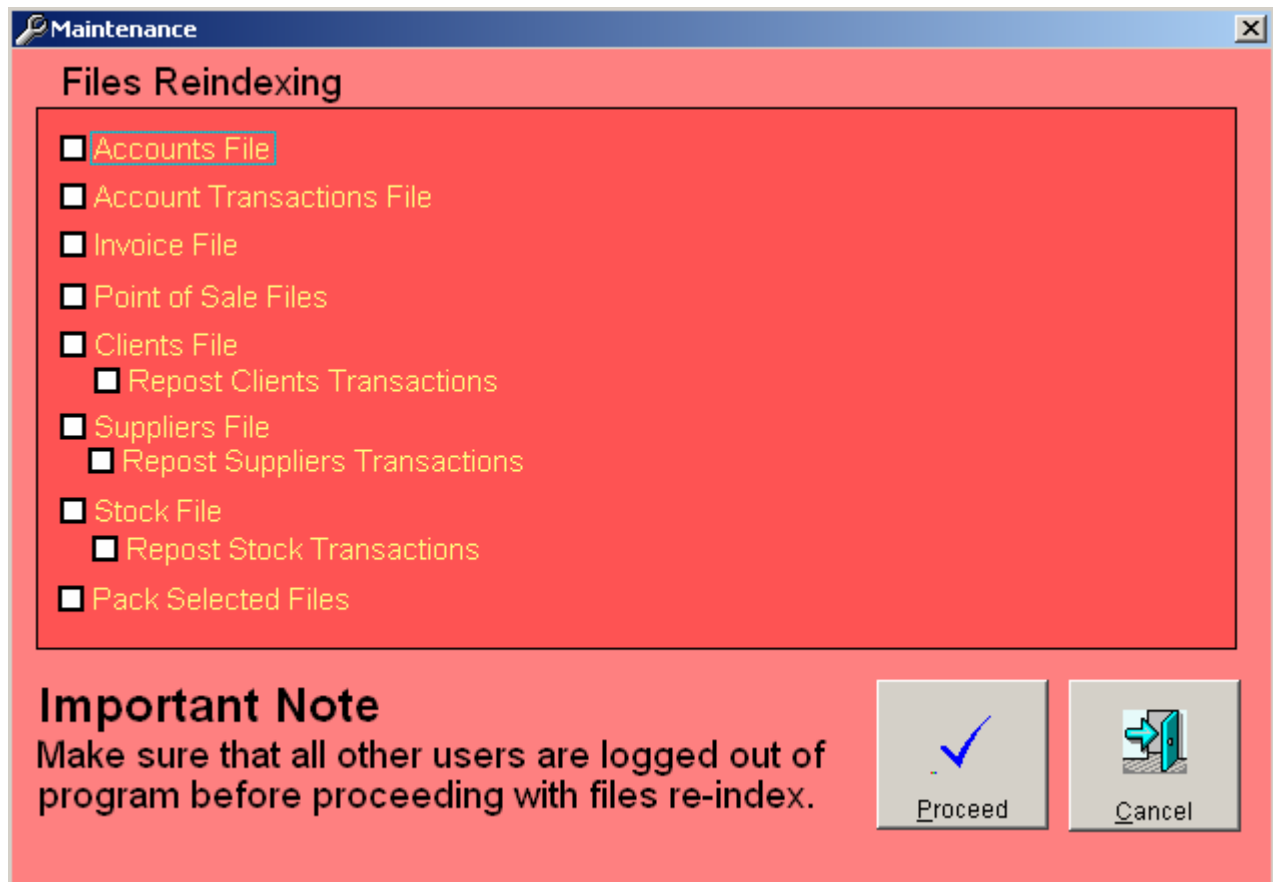 Maintenance
Files Reindexing
Accounts File
Account Transactions File
Invoice File
Point of Sale Files
Clients File
Repost Clients Transactions
Suppliers File
Repost Suppliers Transactions
Stock File
Repost Stock Transactions
Pack Selected Files
Important Note
Make sure that all other users are logged out of
program before proceeding with files re-index.
Proceed
Cancel